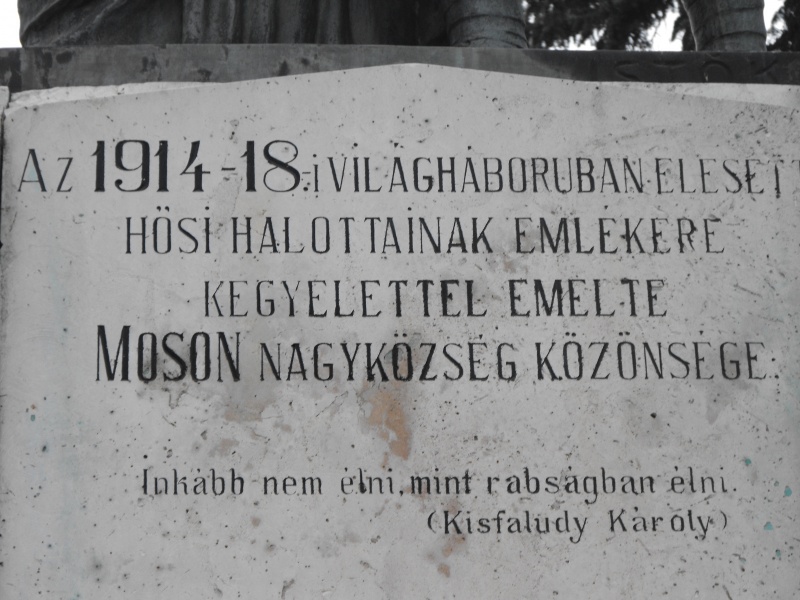 Az 1914-18.i VILÁGHÁBORUBAN ELESETT
HŐSI HALOTTAINAK EMLÉKÉRE
KEGYELETTEL EMELTE
MOSON NAGYKÖZSÉG KÖZÖNSÉGE.
Inkább nem élni, mint rabságban élni.
(Kisfaludy Károly)